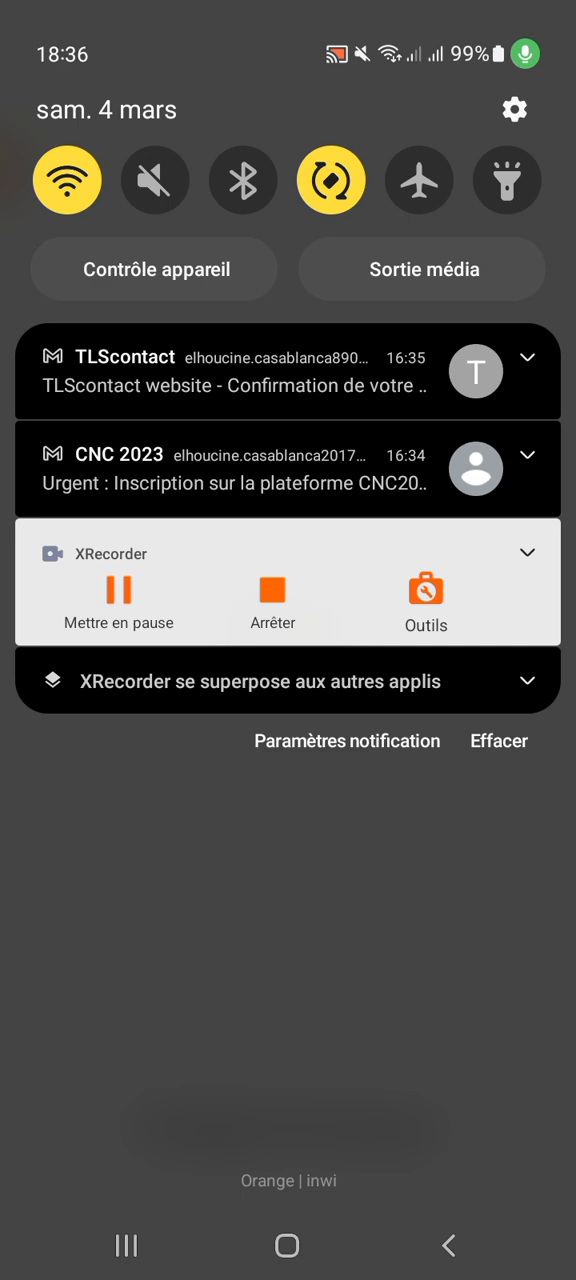 18:36
99%
sam. 4 mars
Contrôle appareil
Sortie média
TLScontact elhoucine.casablanca890... 16:35
T
TLScontact website - Confirmation de votre ..
CNC 2023 elhoucine.casablanca2017... 16:34
Urgent : Inscription sur la plateforme CNC20..
XRecorder
Mettre en pause
Arrêter
Outils
XRecorder se superpose aux autres applis
Paramètres notification
Effacer
Orange | inwi